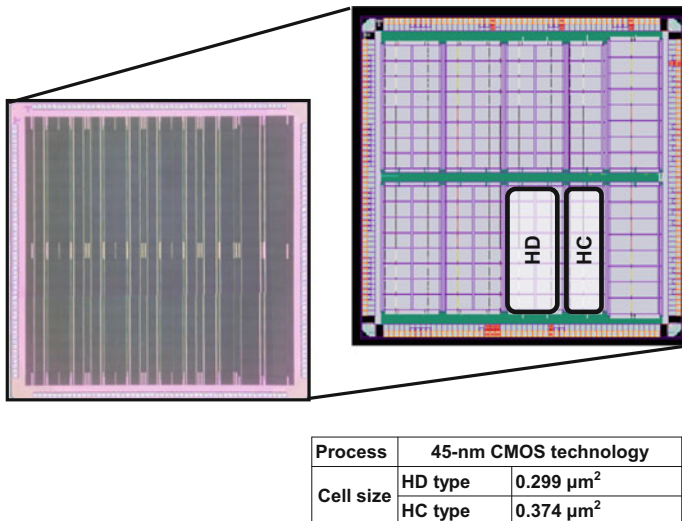 HD
HC
Process 45-nm CMOS technology
Cell size HD type 0.299 μm²
HC type 0.374 μm²